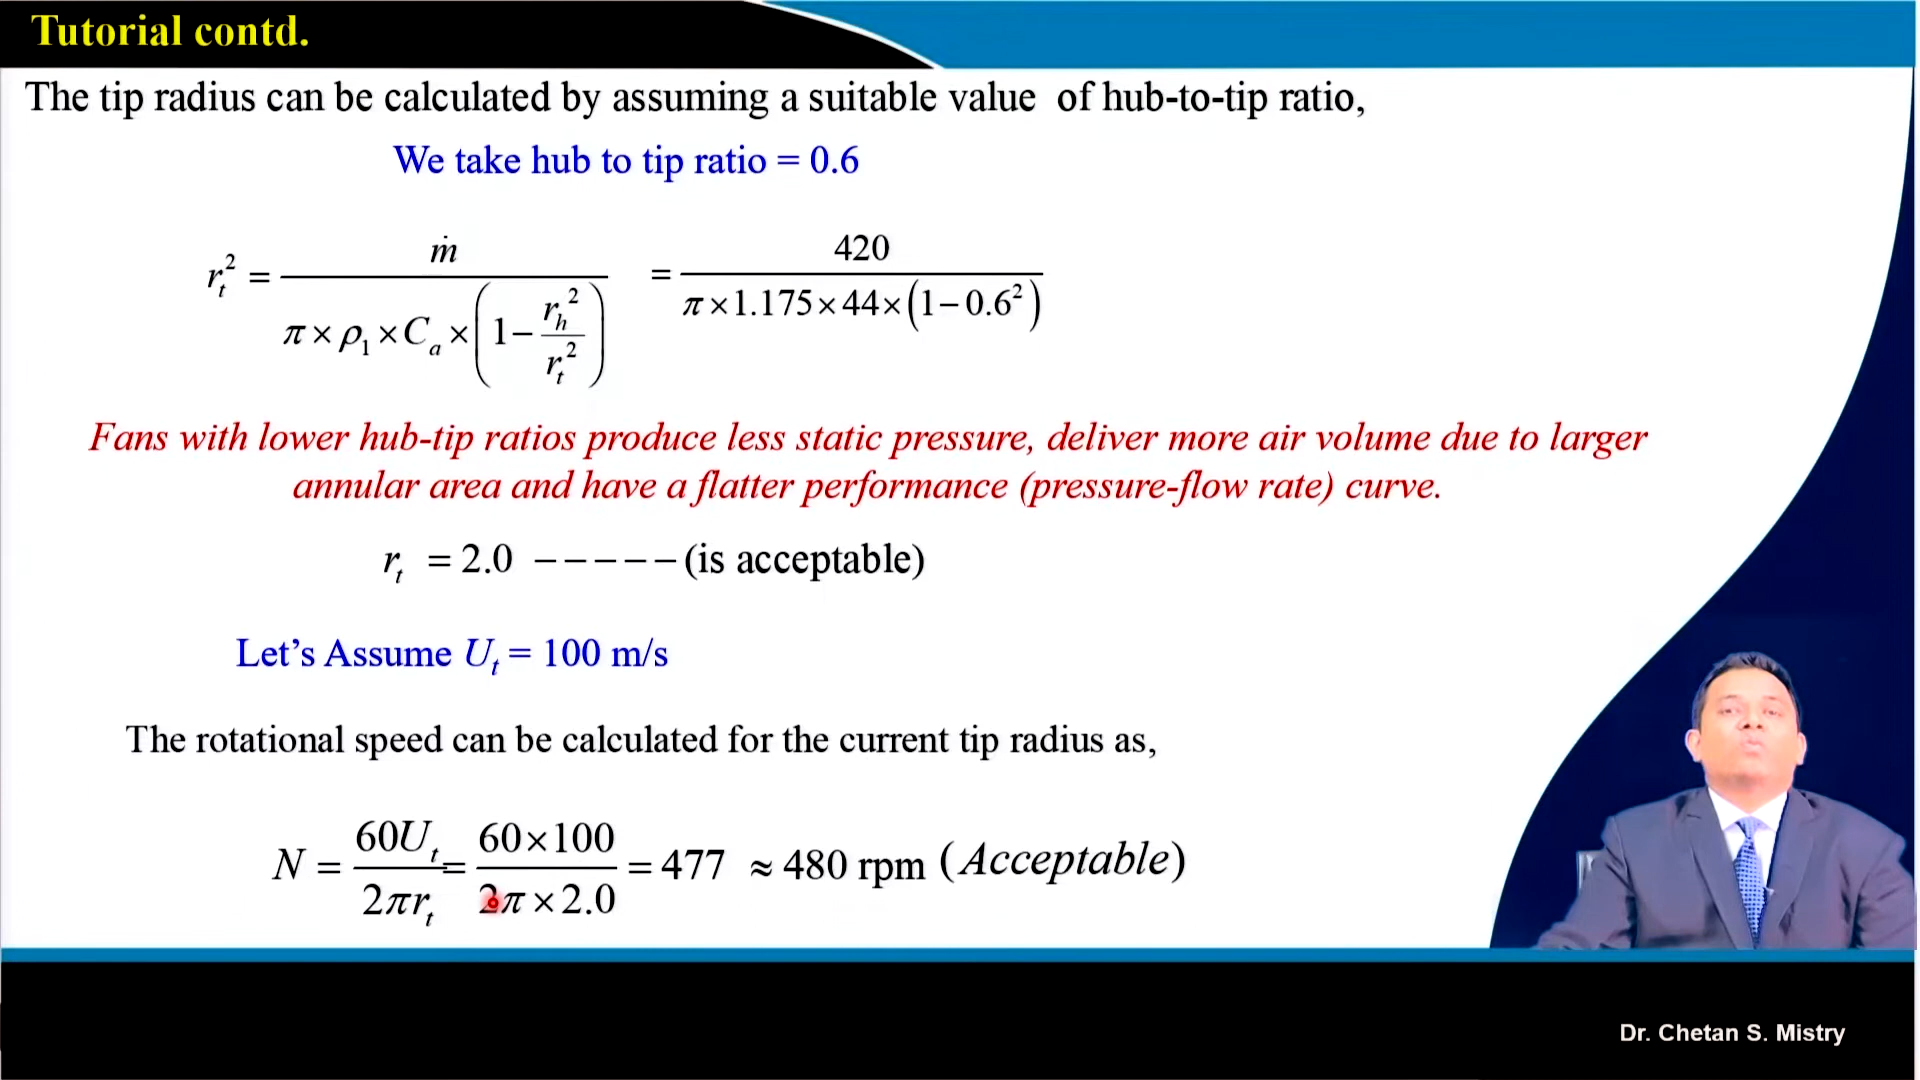 Tutorial contd.
The tip radius can be calculated by assuming a suitable value of hub-to-tip ratio,
We take hub to tip ratio = 0.6
r_t^2 = ṁ / (π × ρ_1 × C_a × (1 − r_h^2 / r_t^2)) = 420 / (π × 1.175 × 44 × (1 − 0.6^2))
Fans with lower hub-tip ratios produce less static pressure, deliver more air volume due to larger
annular area and have a flatter performance (pressure-flow rate) curve.
r_t = 2.0 −−−−− (is acceptable)
Let’s Assume U_t = 100 m/s
The rotational speed can be calculated for the current tip radius as,
N = 60U_t / 2πr_t = 60×100 / 2π×2.0 = 477 ≈ 480 rpm (Acceptable)
Dr. Chetan S. Mistry